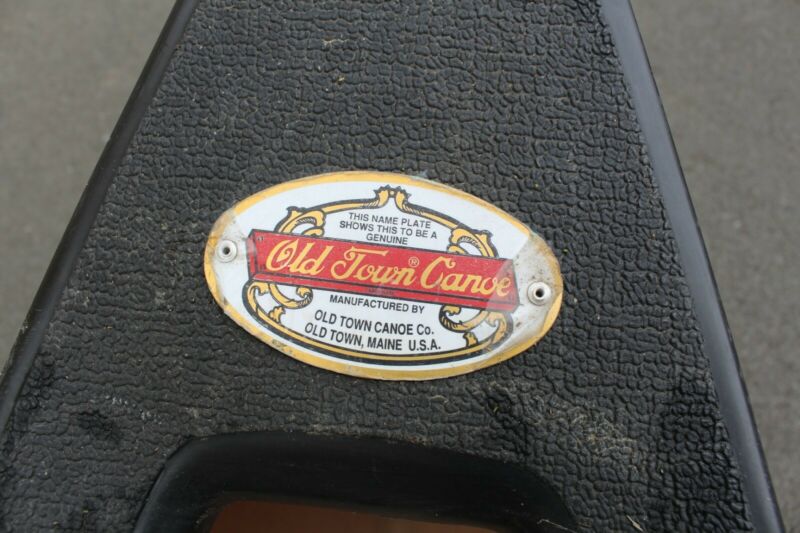 THIS NAME PLATE
SHOWS THIS TO BE A
GENUINE
Old Town® Canoe
MANUFACTURED BY
OLD TOWN CANOE Co.
OLD TOWN, MAINE U.S.A.